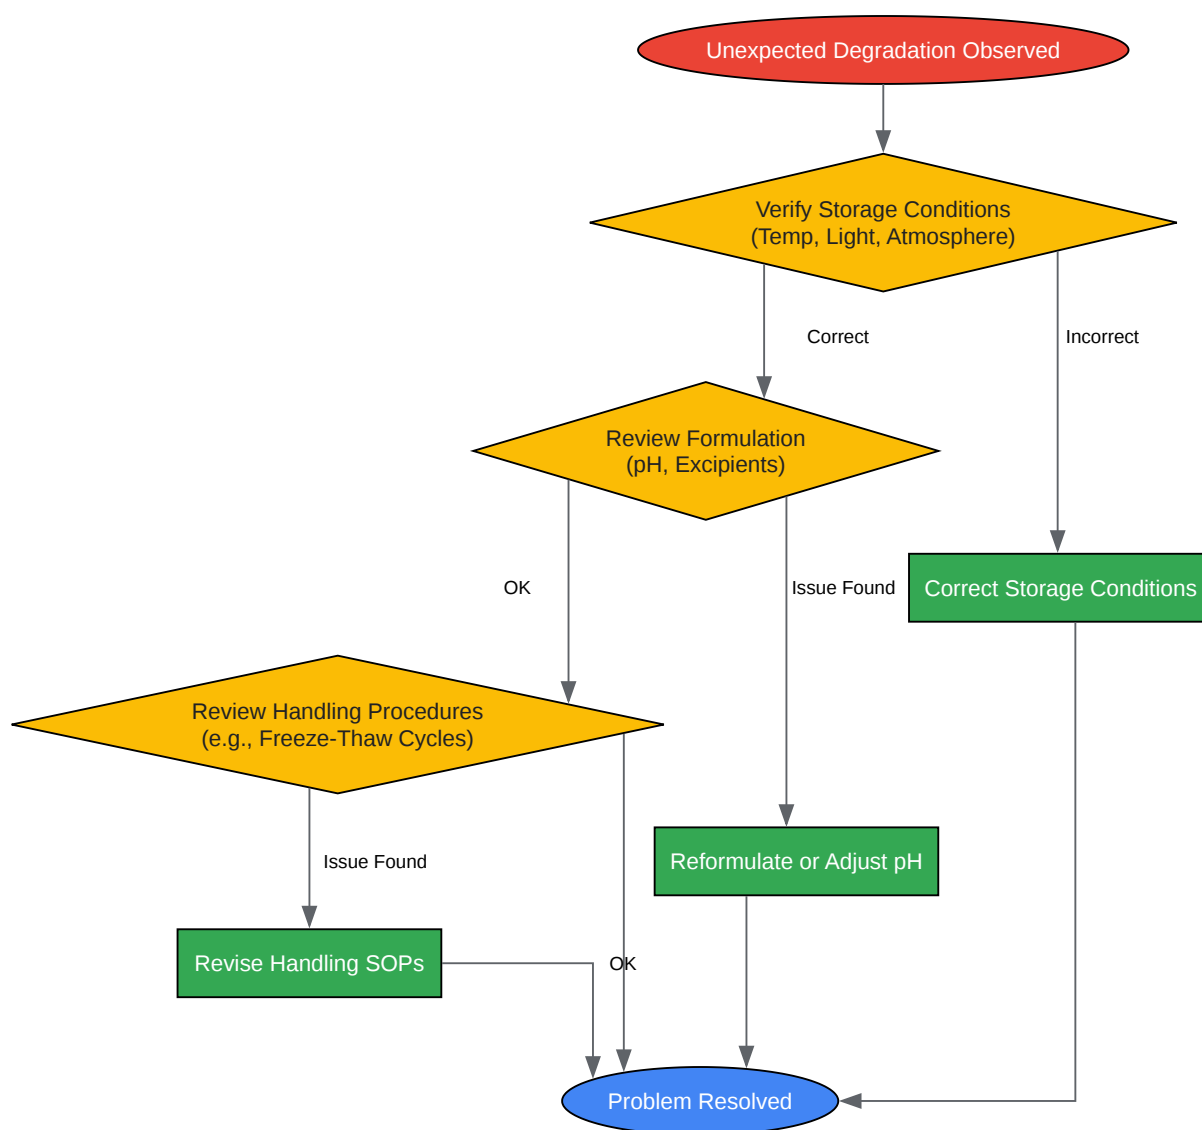 Unexpected Degradation Observed
Verify Storage Conditions
(Temp, Light, Atmosphere)
Correct
Incorrect
Review Formulation
(pH, Excipients)
OK
Issue Found
Correct Storage Conditions
Review Handling Procedures
(e.g., Freeze-Thaw Cycles)
Issue Found
Reformulate or Adjust pH
Revise Handling SOPs
OK
Problem Resolved